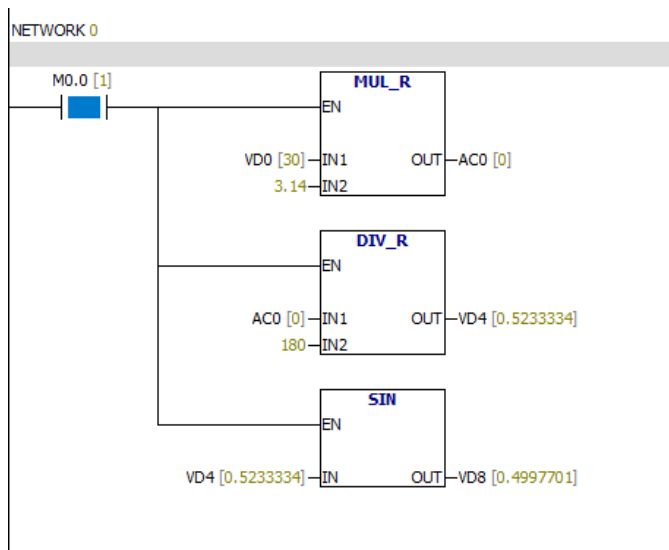 NETWORK 0
M0.0 [1]
MUL_R
EN
VD0 [30] IN1 OUT AC0 [0]
3.14 IN2
DIV_R
EN
AC0 [0] IN1 OUT VD4 [0.5233334]
180 IN2
SIN
EN
VD4 [0.5233334] IN OUT VD8 [0.4997701]